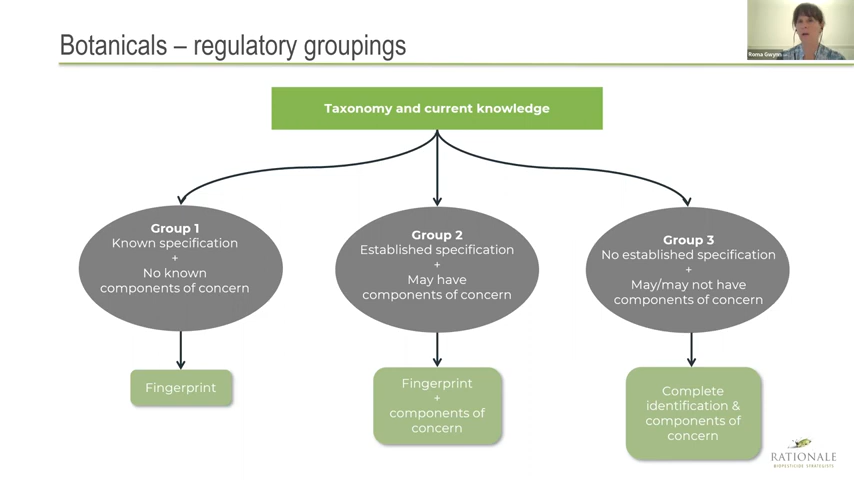 Botanicals – regulatory groupings
Roma Gwynn
Taxonomy and current knowledge
Group 1
Known specification
+
No known
components of concern
Group 2
Established specification
+
May have
components of concern
Group 3
No established specification
+
May/may not have
components of concern
Fingerprint
Fingerprint
+
components of
concern
Complete
identification &
components of
concern
RATIONALE
BIOPESTICIDE STRATEGISTS